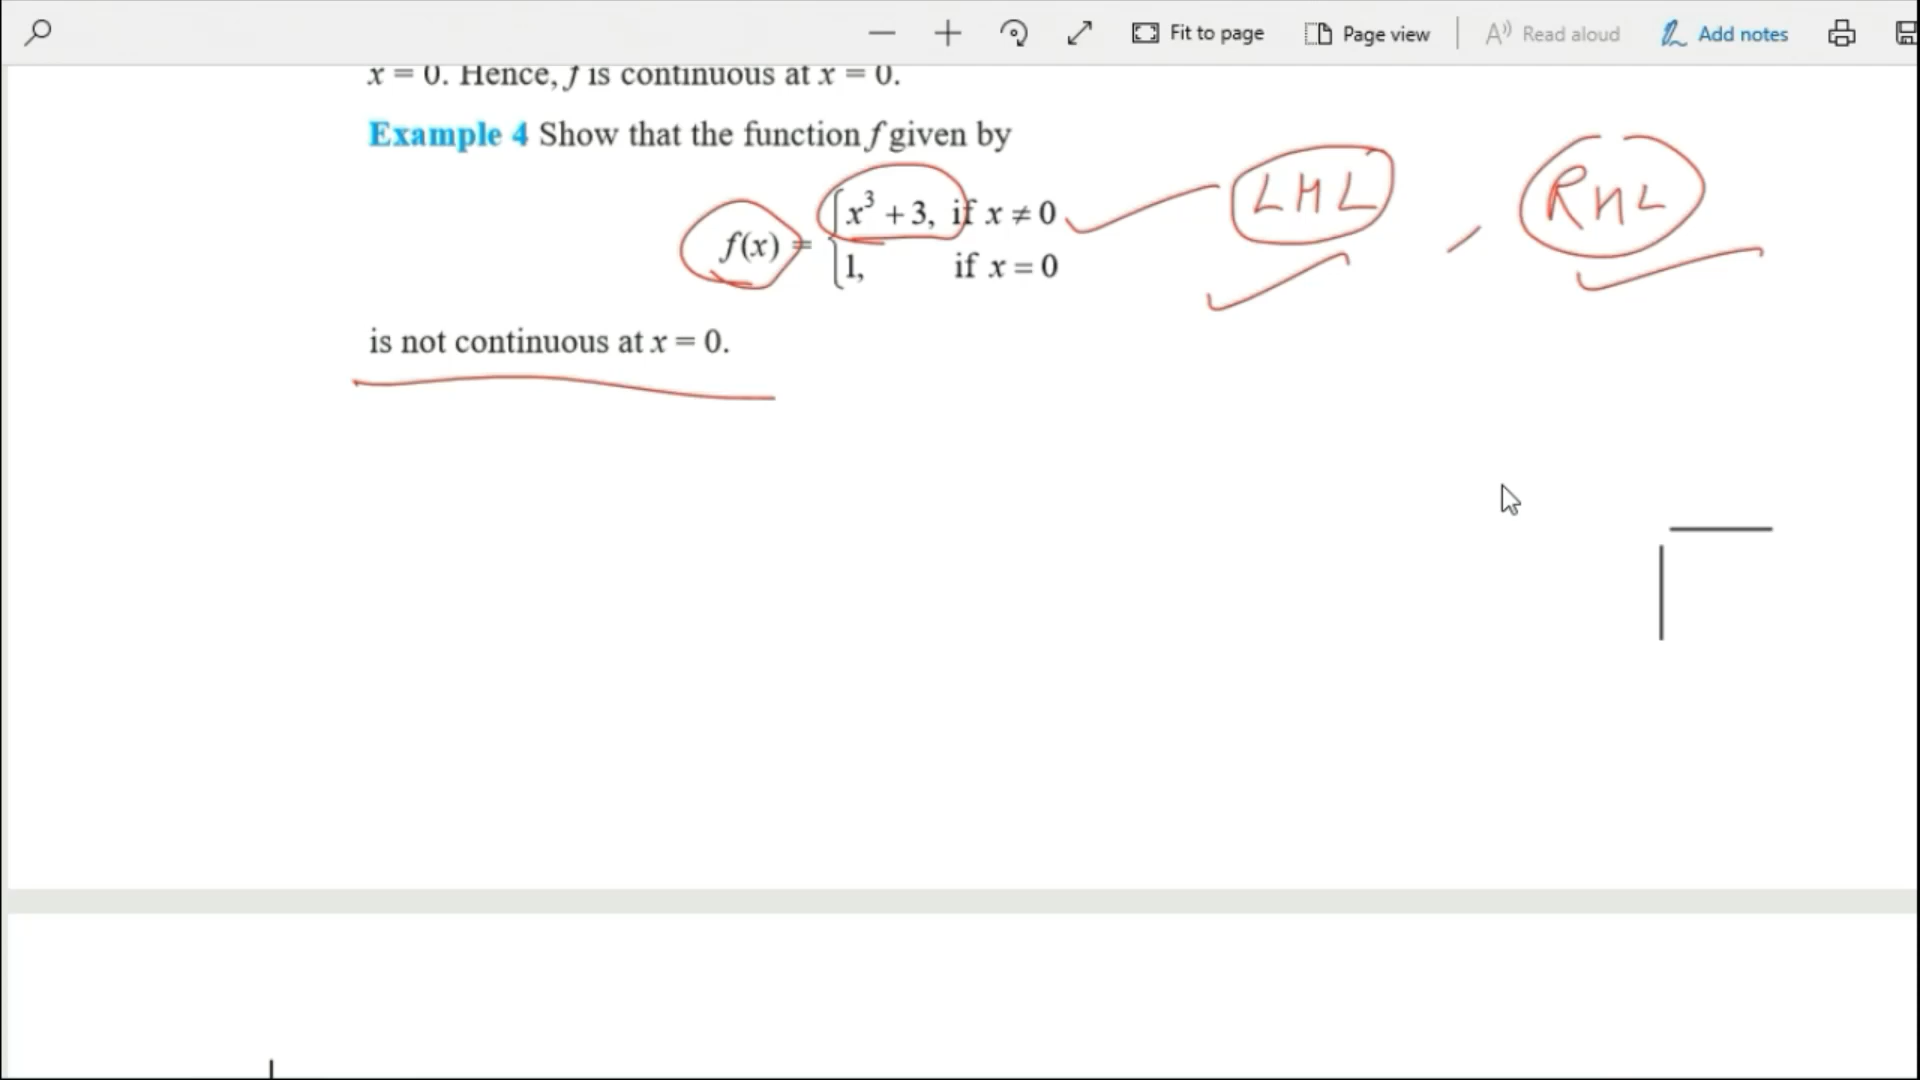 Fit to page Page view Read aloud Add notes
x = 0. Hence, f is continuous at x = 0.
Example 4 Show that the function f given by
f(x) = { x³ + 3, if x ≠ 0
1, if x = 0
LHL , RHL
is not continuous at x = 0.